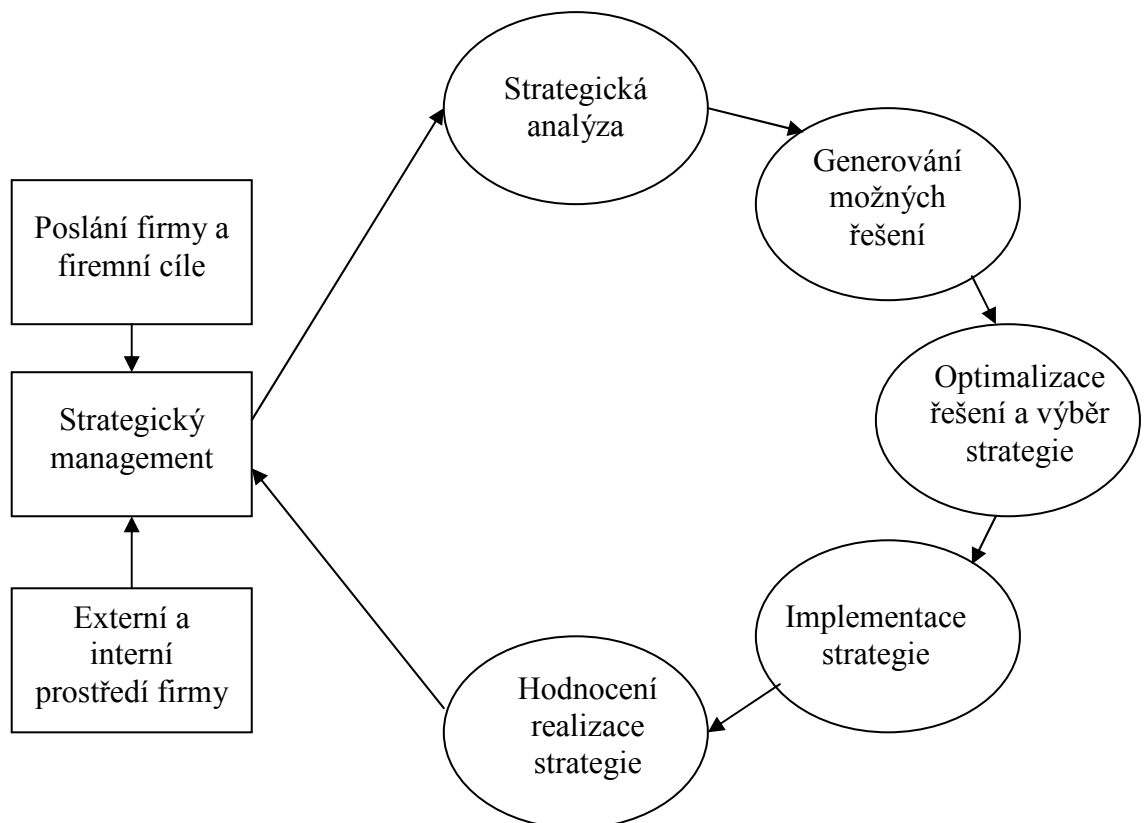 Strategická
analýza
Generování
možných
řešení
Poslání firmy a
firemní cíle
Optimalizace
řešení a výběr
strategie
Strategický
management
Implementace
strategie
Externí a
interní
prostředí firmy
Hodnocení
realizace
strategie